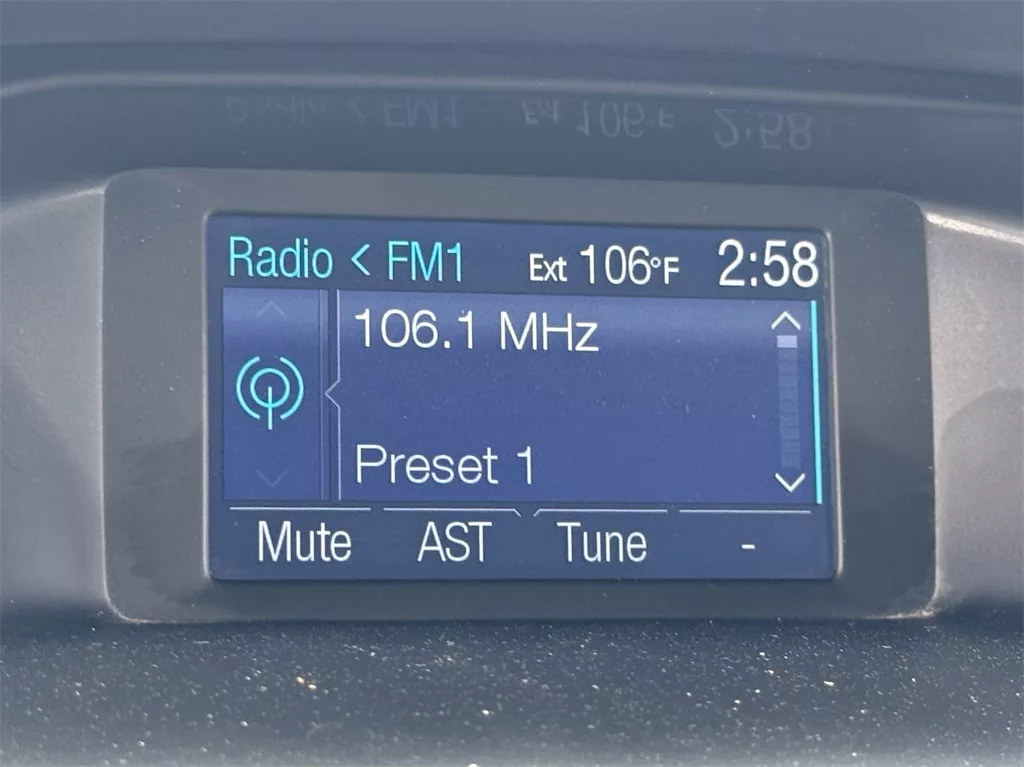 Radio < FM1 Ext 106°F 2:58
106.1 MHz
Preset 1
Mute AST Tune -